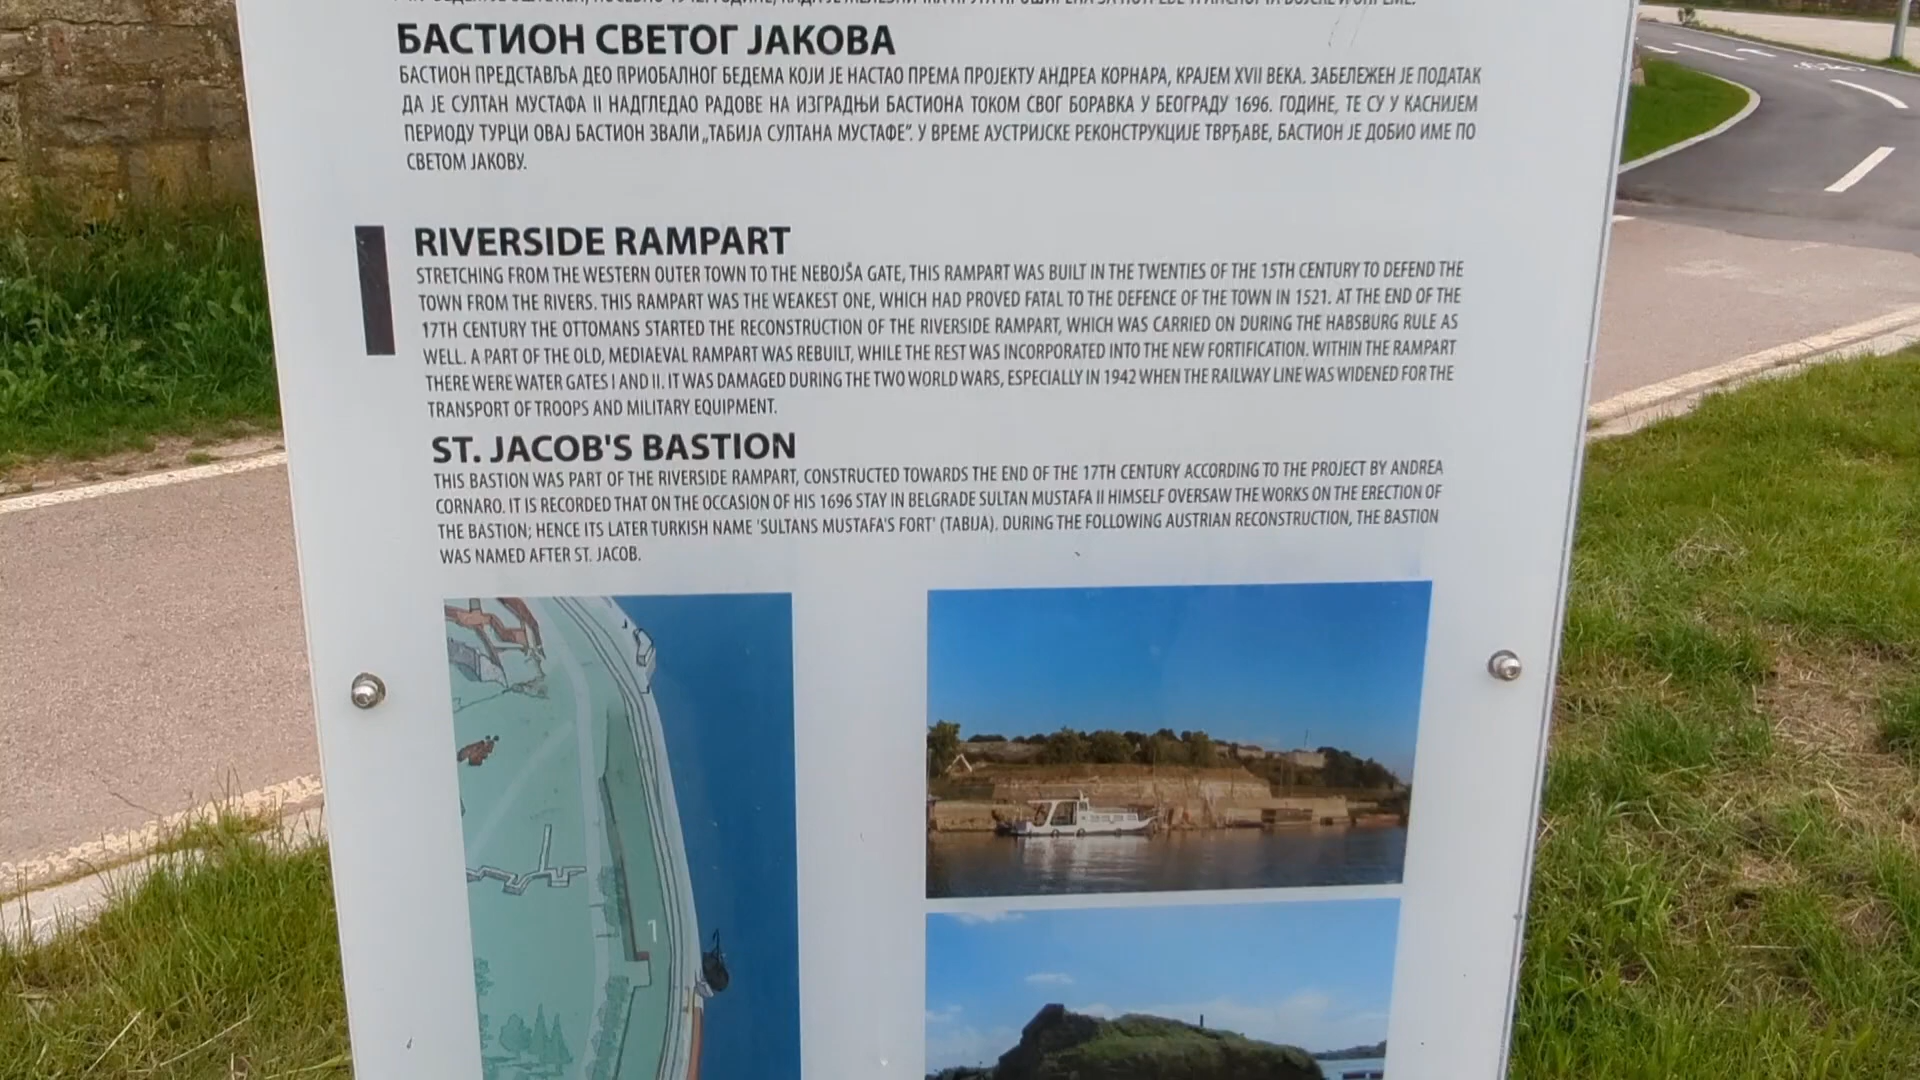 БАСТИОН СВЕТОГ ЈАКОВА
БАСТИОН ПРЕДСТАВЉА ДЕО ПРИОБАЛНОГ БЕДЕМА КОЈИ ЈЕ НАСТАО ПРЕМА ПРОЈЕКТУ АНДРЕА КОРНАРА, КРАЈЕМ XVII ВЕКА. ЗАБЕЛЕЖЕН ЈЕ ПОДАТАК
ДА ЈЕ СУЛТАН МУСТАФА II НАДГЛЕДАО РАДОВЕ НА ИЗГРАДЊИ БАСТИОНА ТОКОМ СВОГ БОРАВКА У БЕОГРАДУ 1696. ГОДИНЕ, ТЕ СУ У КАСНИЈЕМ
ПЕРИОДУ ТУРЦИ ОВАЈ БАСТИОН ЗВАЛИ „ТАБИЈА СУЛТАНА МУСТАФЕ“. У ВРЕМЕ АУСТРИЈСКЕ РЕКОНСТРУКЦИЈЕ ТВРЂАВЕ, БАСТИОН ЈЕ ДОБИО ИМЕ ПО
СВЕТОМ ЈАКОВУ.
RIVERSIDE RAMPART
STRETCHING FROM THE WESTERN OUTER TOWN TO THE NEBOJŠA GATE, THIS RAMPART WAS BUILT IN THE TWENTIES OF THE 15TH CENTURY TO DEFEND THE
TOWN FROM THE RIVERS. THIS RAMPART WAS THE WEAKEST ONE, WHICH HAD PROVED FATAL TO THE DEFENCE OF THE TOWN IN 1521. AT THE END OF THE
17TH CENTURY THE OTTOMANS STARTED THE RECONSTRUCTION OF THE RIVERSIDE RAMPART, WHICH WAS CARRIED ON DURING THE HABSBURG RULE AS
WELL. A PART OF THE OLD, MEDIAEVAL RAMPART WAS REBUILT, WHILE THE REST WAS INCORPORATED INTO THE NEW FORTIFICATION. WITHIN THE RAMPART
THERE WERE WATER GATES I AND II. IT WAS DAMAGED DURING THE TWO WORLD WARS, ESPECIALLY IN 1942 WHEN THE RAILWAY LINE WAS WIDENED FOR THE
TRANSPORT OF TROOPS AND MILITARY EQUIPMENT.
ST. JACOB'S BASTION
THIS BASTION WAS PART OF THE RIVERSIDE RAMPART, CONSTRUCTED TOWARDS THE END OF THE 17TH CENTURY ACCORDING TO THE PROJECT BY ANDREA
CORNARO. IT IS RECORDED THAT ON THE OCCASION OF HIS 1696 STAY IN BELGRADE SULTAN MUSTAFA II HIMSELF OVERSAW THE WORKS ON THE ERECTION OF
THE BASTION; HENCE ITS LATER TURKISH NAME 'SULTANS MUSTAFA'S FORT' (TABIJA). DURING THE FOLLOWING AUSTRIAN RECONSTRUCTION, THE BASTION
WAS NAMED AFTER ST. JACOB.
1